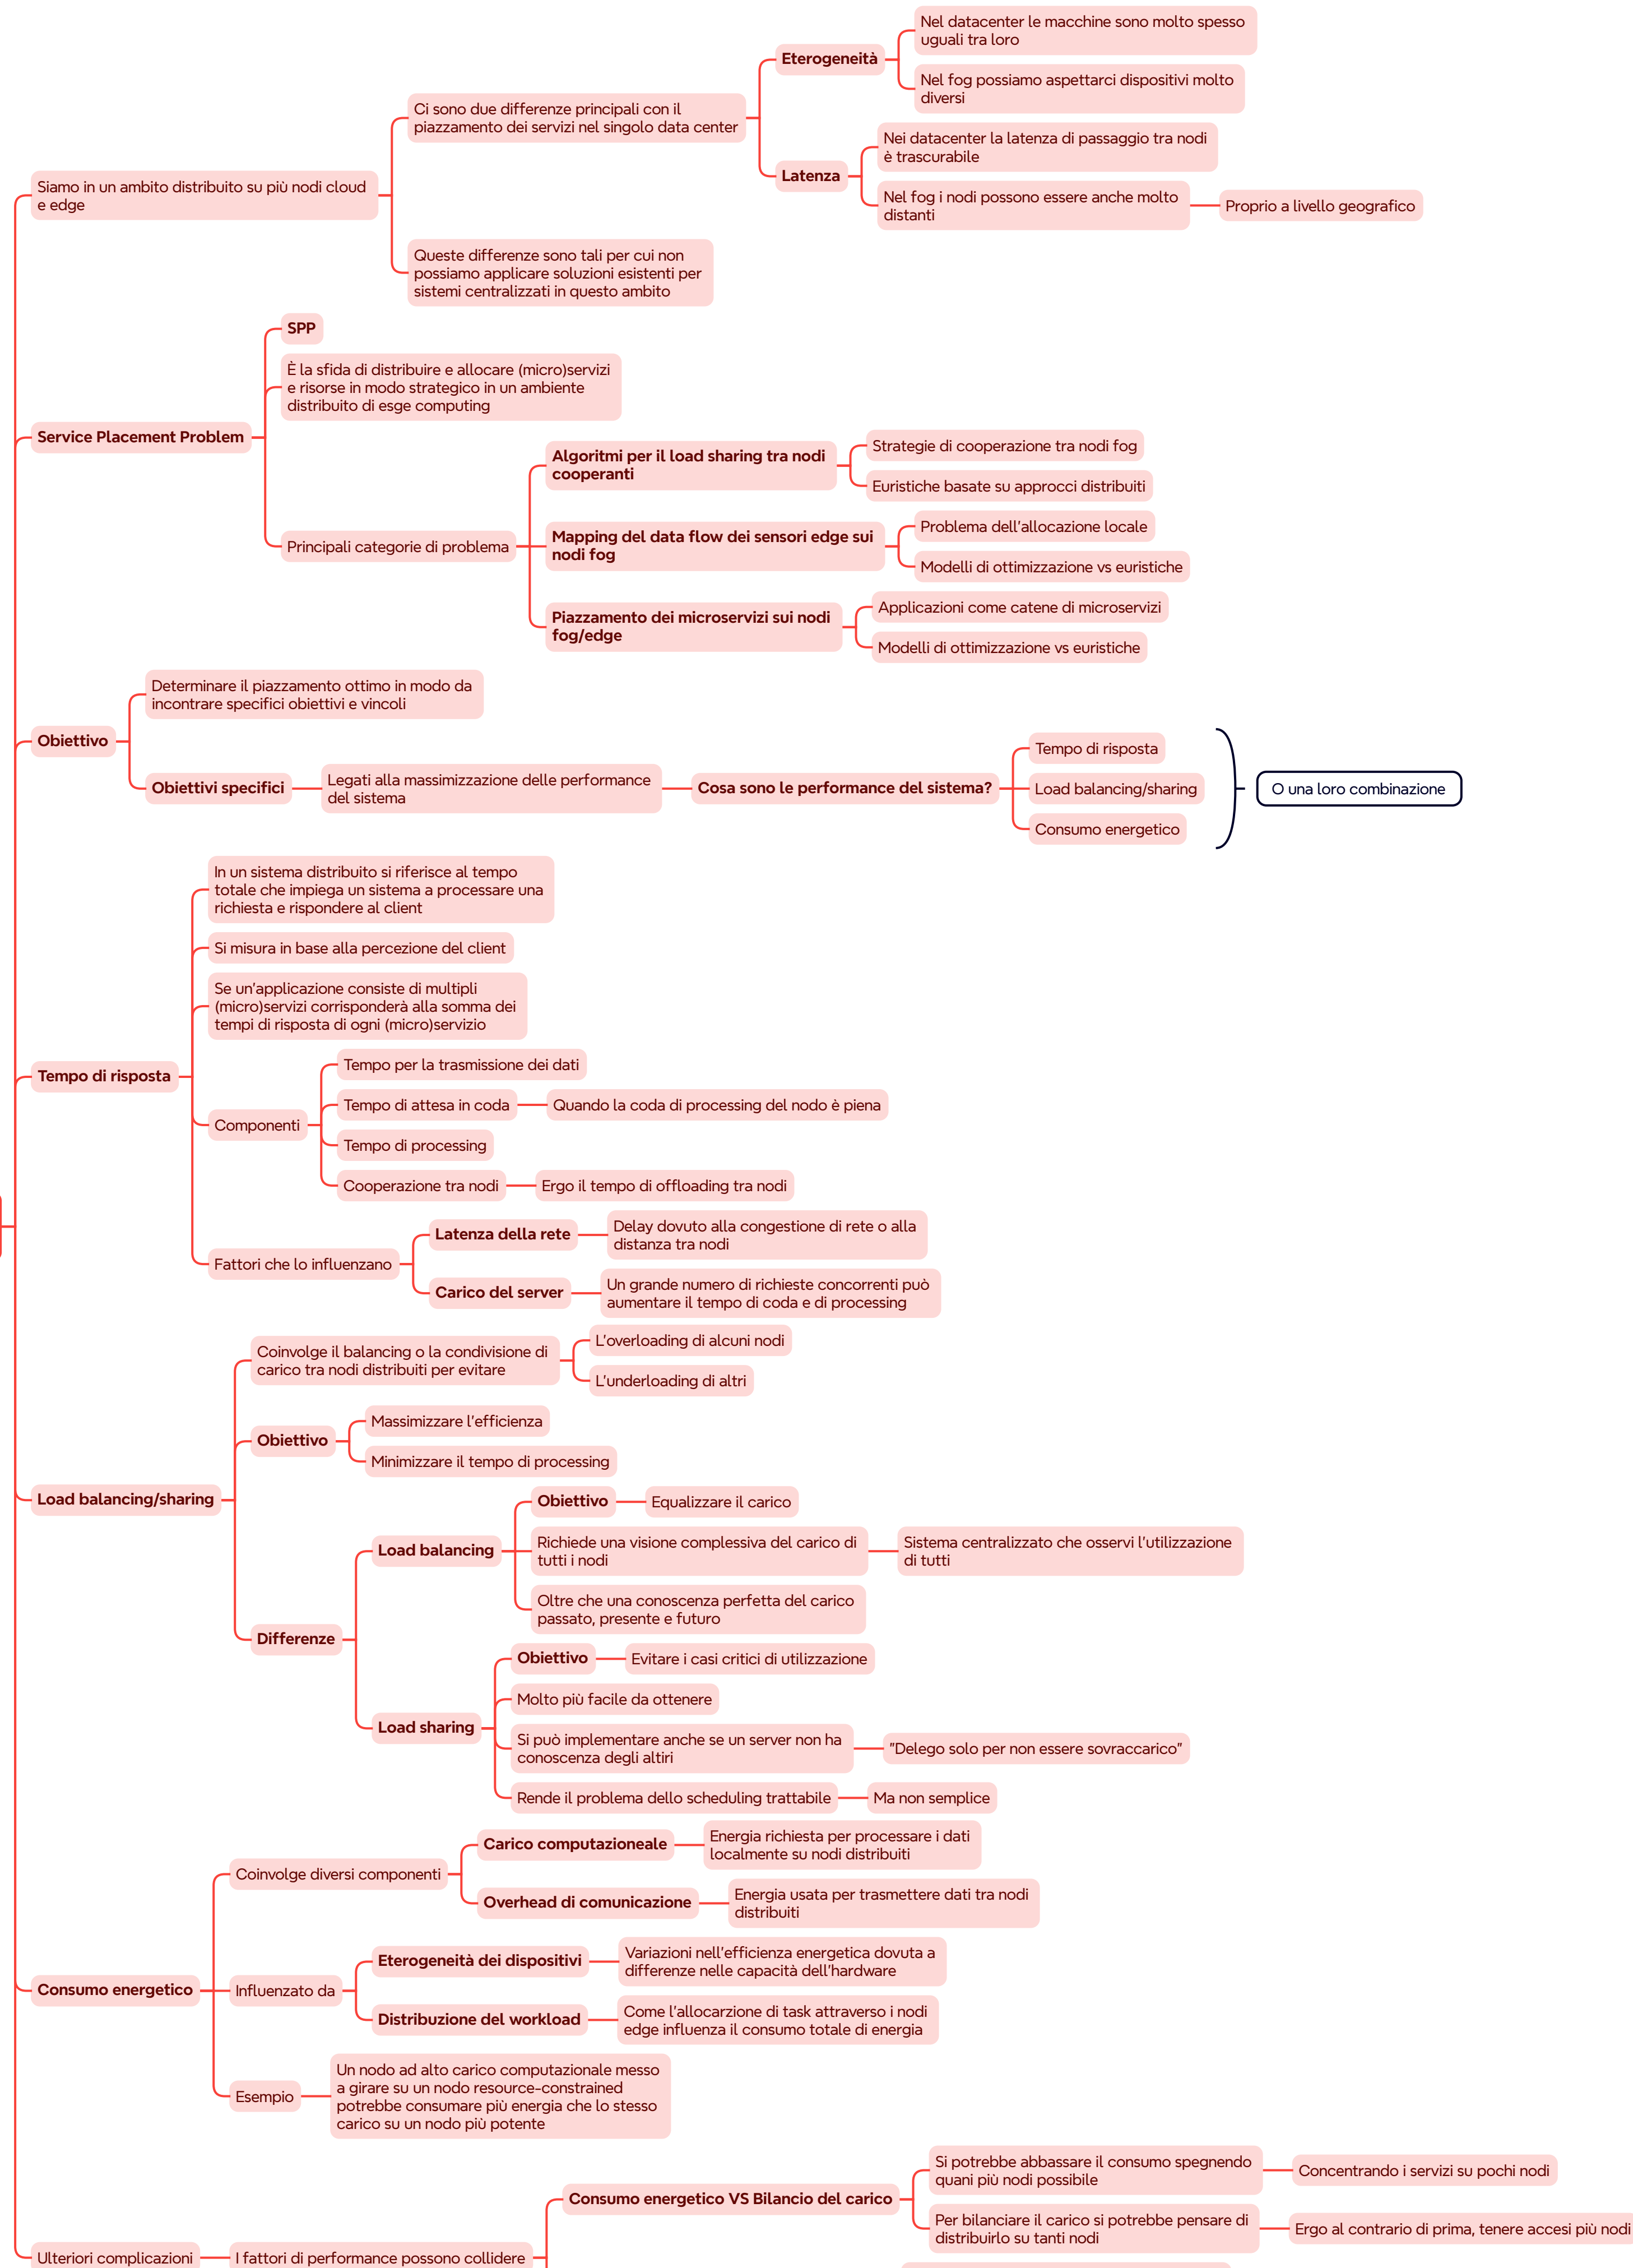 Siamo in un ambito distribuito su più nodi cloud
e edge
Ci sono due differenze principali con il
piazzamento dei servizi nel singolo data center
Eterogeneità
Nel datacenter le macchine sono molto spesso
uguali tra loro
Nel fog possiamo aspettarci dispositivi molto
diversi
Latenza
Nei datacenter la latenza di passaggio tra nodi
è trascurabile
Nel fog i nodi possono essere anche molto
distanti
Proprio a livello geografico
Queste differenze sono tali per cui non
possiamo applicare soluzioni esistenti per
sistemi centralizzati in questo ambito
Service Placement Problem
SPP
È la sfida di distribuire e allocare (micro)servizi
e risorse in modo strategico in un ambiente
distribuito di esge computing
Principali categorie di problema
Algoritmi per il load sharing tra nodi
cooperanti
Strategie di cooperazione tra nodi fog
Euristiche basate su approcci distribuiti
Mapping del data flow dei sensori edge sui
nodi fog
Problema dell'allocazione locale
Modelli di ottimizzazione vs euristiche
Piazzamento dei microservizi sui nodi
fog/edge
Applicazioni come catene di microservizi
Modelli di ottimizzazione vs euristiche
Obiettivo
Determinare il piazzamento ottimo in modo da
incontrare specifici obiettivi e vincoli
Obiettivi specifici
Legati alla massimizzazione delle performance
del sistema
Cosa sono le performance del sistema?
Tempo di risposta
Load balancing/sharing
Consumo energetico
O una loro combinazione
Tempo di risposta
In un sistema distribuito si riferisce al tempo
totale che impiega un sistema a processare una
richiesta e rispondere al client
Si misura in base alla percezione del client
Se un'applicazione consiste di multipli
(micro)servizi corrisponderà alla somma dei
tempi di risposta di ogni (micro)servizio
Componenti
Tempo per la trasmissione dei dati
Tempo di attesa in coda
Quando la coda di processing del nodo è piena
Tempo di processing
Cooperazione tra nodi
Ergo il tempo di offloading tra nodi
Fattori che lo influenzano
Latenza della rete
Delay dovuto alla congestione di rete o alla
distanza tra nodi
Carico del server
Un grande numero di richieste concorrenti può
aumentare il tempo di coda e di processing
Load balancing/sharing
Coinvolge il balancing o la condivisione di
carico tra nodi distribuiti per evitare
L'overloading di alcuni nodi
L'underloading di altri
Obiettivo
Massimizzare l'efficienza
Minimizzare il tempo di processing
Differenze
Load balancing
Obiettivo
Equalizzare il carico
Richiede una visione complessiva del carico di
tutti i nodi
Sistema centralizzato che osservi l'utilizzazione
di tutti
Oltre che una conoscenza perfetta del carico
passato, presente e futuro
Load sharing
Obiettivo
Evitare i casi critici di utilizzazione
Molto più facile da ottenere
Si può implementare anche se un server non ha
conoscenza degli altiri
"Delego solo per non essere sovraccarico"
Rende il problema dello scheduling trattabile
Ma non semplice
Consumo energetico
Coinvolge diversi componenti
Carico computazioneale
Energia richiesta per processare i dati
localmente su nodi distribuiti
Overhead di comunicazione
Energia usata per trasmettere dati tra nodi
distribuiti
Influenzato da
Eterogeneità dei dispositivi
Variazioni nell'efficienza energetica dovuta a
differenze nelle capacità dell'hardware
Distribuzione del workload
Come l'allocarzione di task attraverso i nodi
edge influenza il consumo totale di energia
Esempio
Un nodo ad alto carico computazionale messo
a girare su un nodo resource-constrained
potrebbe consumare più energia che lo stesso
carico su un nodo più potente
Ulteriori complicazioni
I fattori di performance possono collidere
Consumo energetico VS Bilancio del carico
Si potrebbe abbassare il consumo spegnendo
quani più nodi possibile
Concentrando i servizi su pochi nodi
Per bilanciare il carico si potrebbe pensare di
distribuirlo su tanti nodi
Ergo al contrario di prima, tenere accesi più nodi